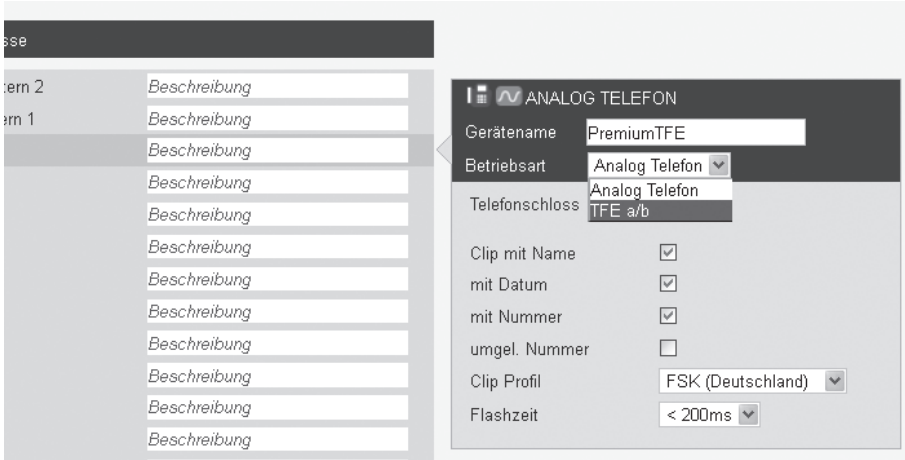 sse
tern 2 Beschreibung
ern 1 Beschreibung
Beschreibung
Beschreibung
Beschreibung
Beschreibung
Beschreibung
Beschreibung
Beschreibung
Beschreibung
Beschreibung
Beschreibung
ANALOG TELEFON
Gerätename PremiumTFE
Betriebsart Analog Telefon
Analog Telefon
TFE a/b
Telefonschloss
Clip mit Name
mit Datum
mit Nummer
umgel. Nummer
Clip Profil FSK (Deutschland)
Flashzeit < 200ms